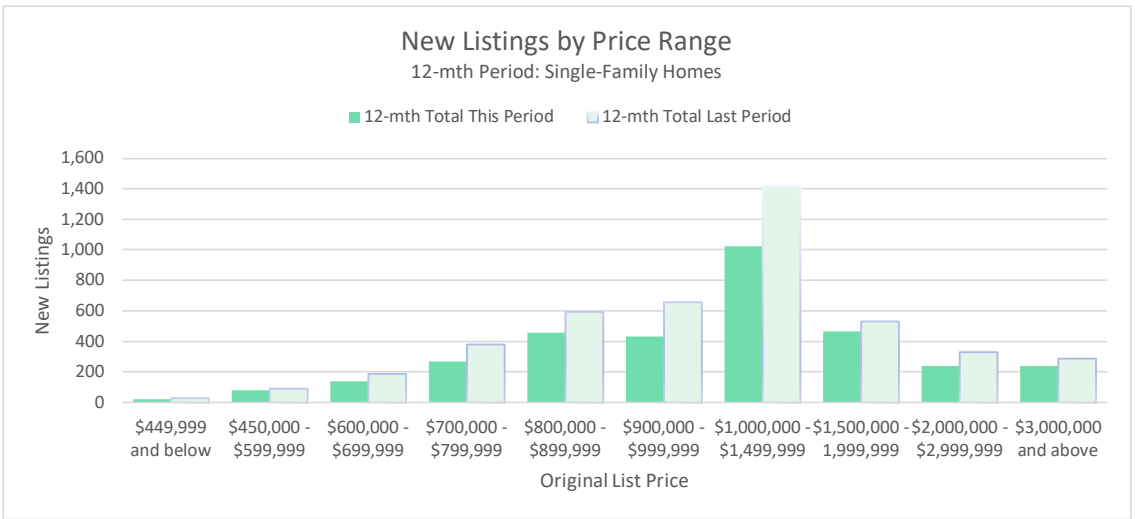 New Listings by Price Range
12-mth Period: Single-Family Homes
12-mth Total This Period 12-mth Total Last Period
1,600
1,400
1,200
1,000
800
600
400
200
0
New Listings
$449,999 $450,000 - $600,000 - $700,000 - $800,000 - $900,000 - $1,000,000 - $1,500,000 - $2,000,000 - $3,000,000
and below $599,999 $699,999 $799,999 $899,999 $999,999 $1,499,999 1,999,999 $2,999,999 and above
Original List Price